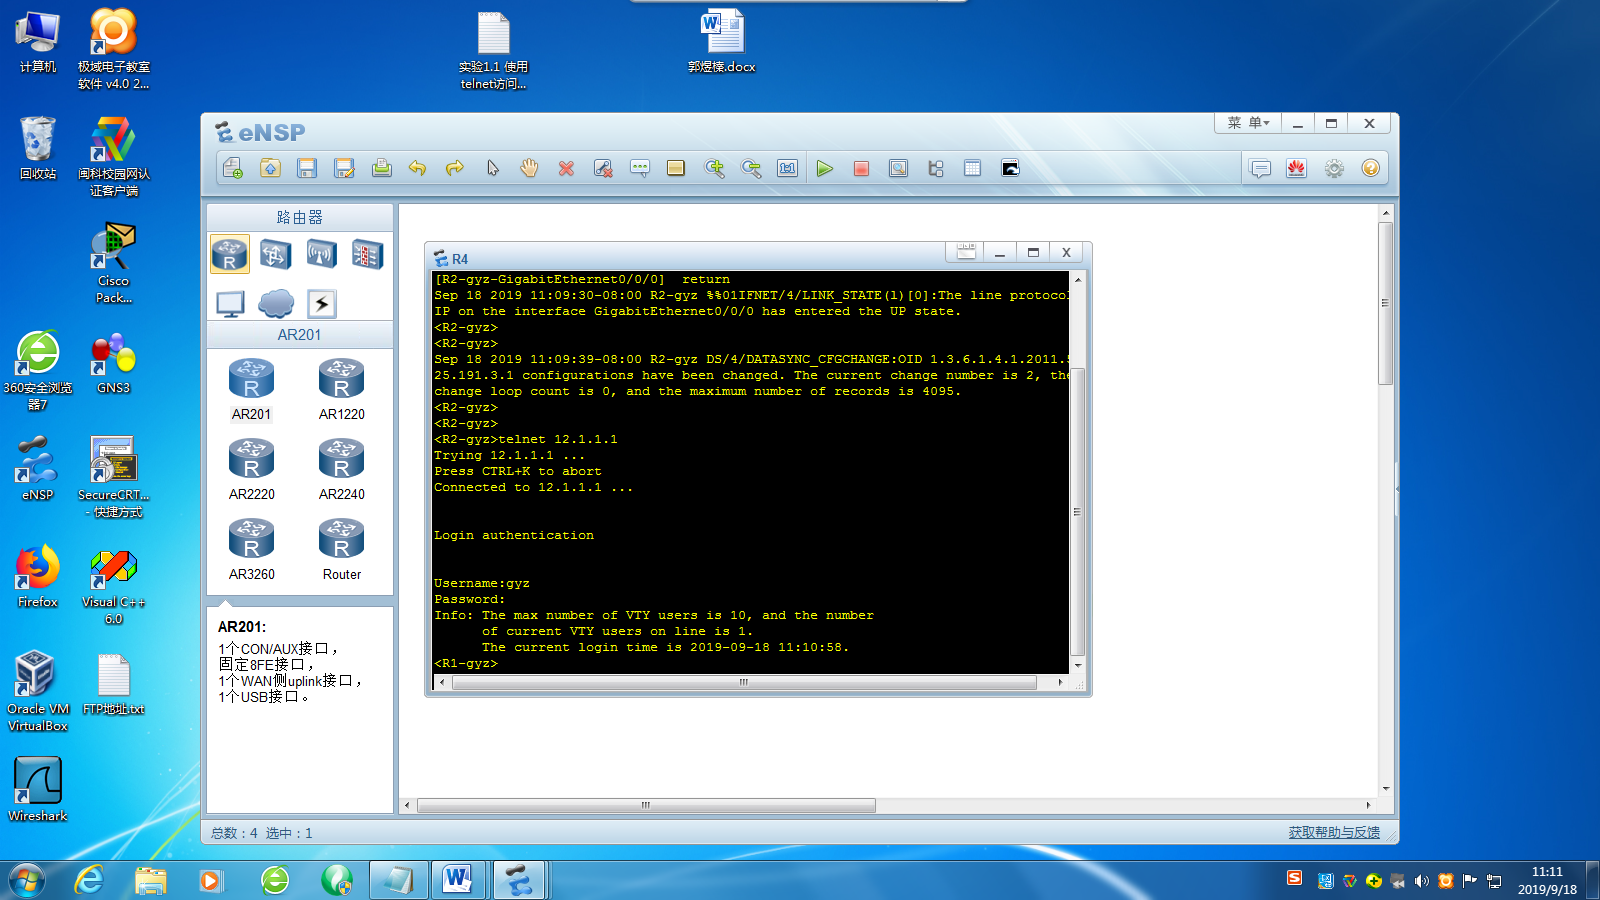 计算机
极域电子教室
软件 v4.0 2...
实验1.1 使用
telnet访问...
郭煜榛.docx
回收站
闽科校园网认
证客户端
Cisco
Pack...
360安全浏览
器7
GNS3
eNSP
SecureCRT...
- 快捷方式
Firefox
Visual C++
6.0
Oracle VM
VirtualBox
FTP地址.txt
Wireshark
eNSP
菜 单
1:1
路由器
AR201
AR201
AR1220
AR2220
AR2240
AR3260
Router
AR201:
1个CON/AUX接口，
固定8FE接口，
1个WAN侧uplink接口，
1个USB接口。
R4
[R2-gyz-GigabitEthernet0/0/0]  return
Sep 18 2019 11:09:30-08:00 R2-gyz %%01IFNET/4/LINK_STATE(l)[0]:The line protocol
IP on the interface GigabitEthernet0/0/0 has entered the UP state.
<R2-gyz>
<R2-gyz>
Sep 18 2019 11:09:39-08:00 R2-gyz DS/4/DATASYNC_CFGCHANGE:OID 1.3.6.1.4.1.2011.5
25.191.3.1 configurations have been changed. The current change number is 2, the
change loop count is 0, and the maximum number of records is 4095.
<R2-gyz>
<R2-gyz>
<R2-gyz>telnet 12.1.1.1
Trying 12.1.1.1 ...
Press CTRL+K to abort
Connected to 12.1.1.1 ...
Login authentication
Username:gyz
Password:
Info: The max number of VTY users is 10, and the number
of current VTY users on line is 1.
The current login time is 2019-09-18 11:10:58.
<R1-gyz>
总数：4 选中：1
获取帮助与反馈
11:11
2019/9/18